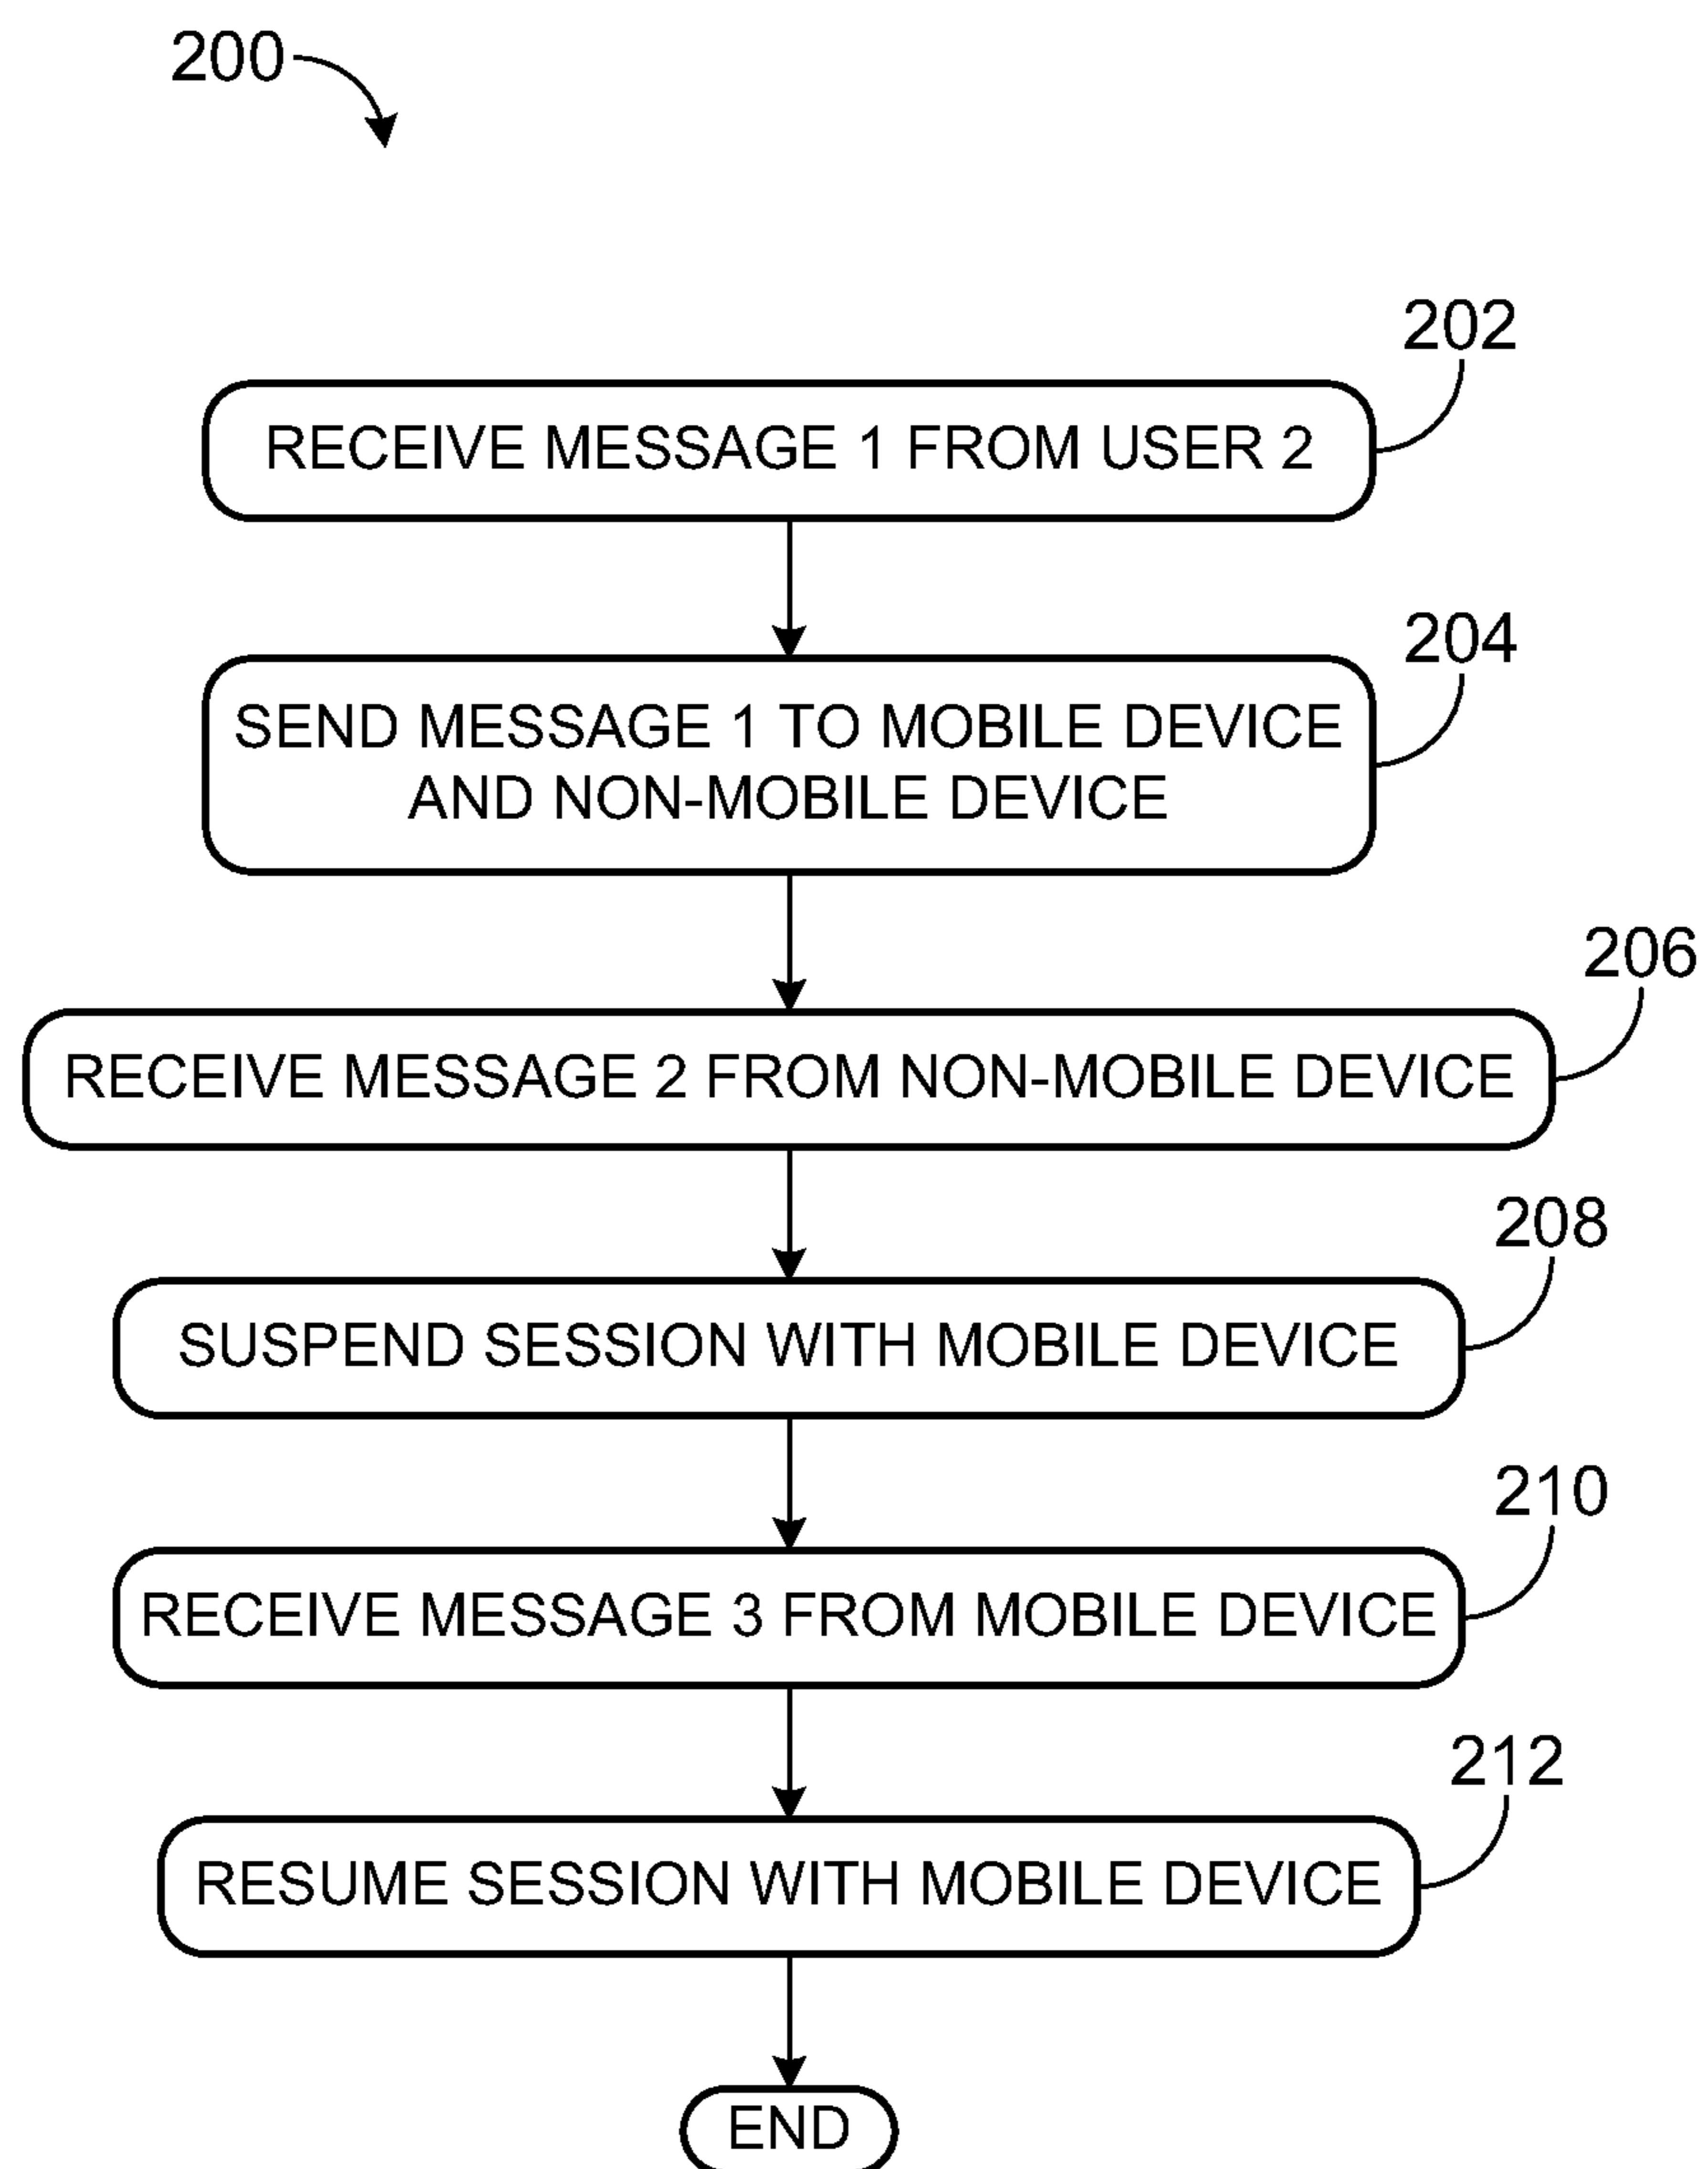 200
202
RECEIVE MESSAGE 1 FROM USER 2
204
SEND MESSAGE 1 TO MOBILE DEVICE
AND NON-MOBILE DEVICE
206
RECEIVE MESSAGE 2 FROM NON-MOBILE DEVICE
208
SUSPEND SESSION WITH MOBILE DEVICE
210
RECEIVE MESSAGE 3 FROM MOBILE DEVICE
212
RESUME SESSION WITH MOBILE DEVICE
END